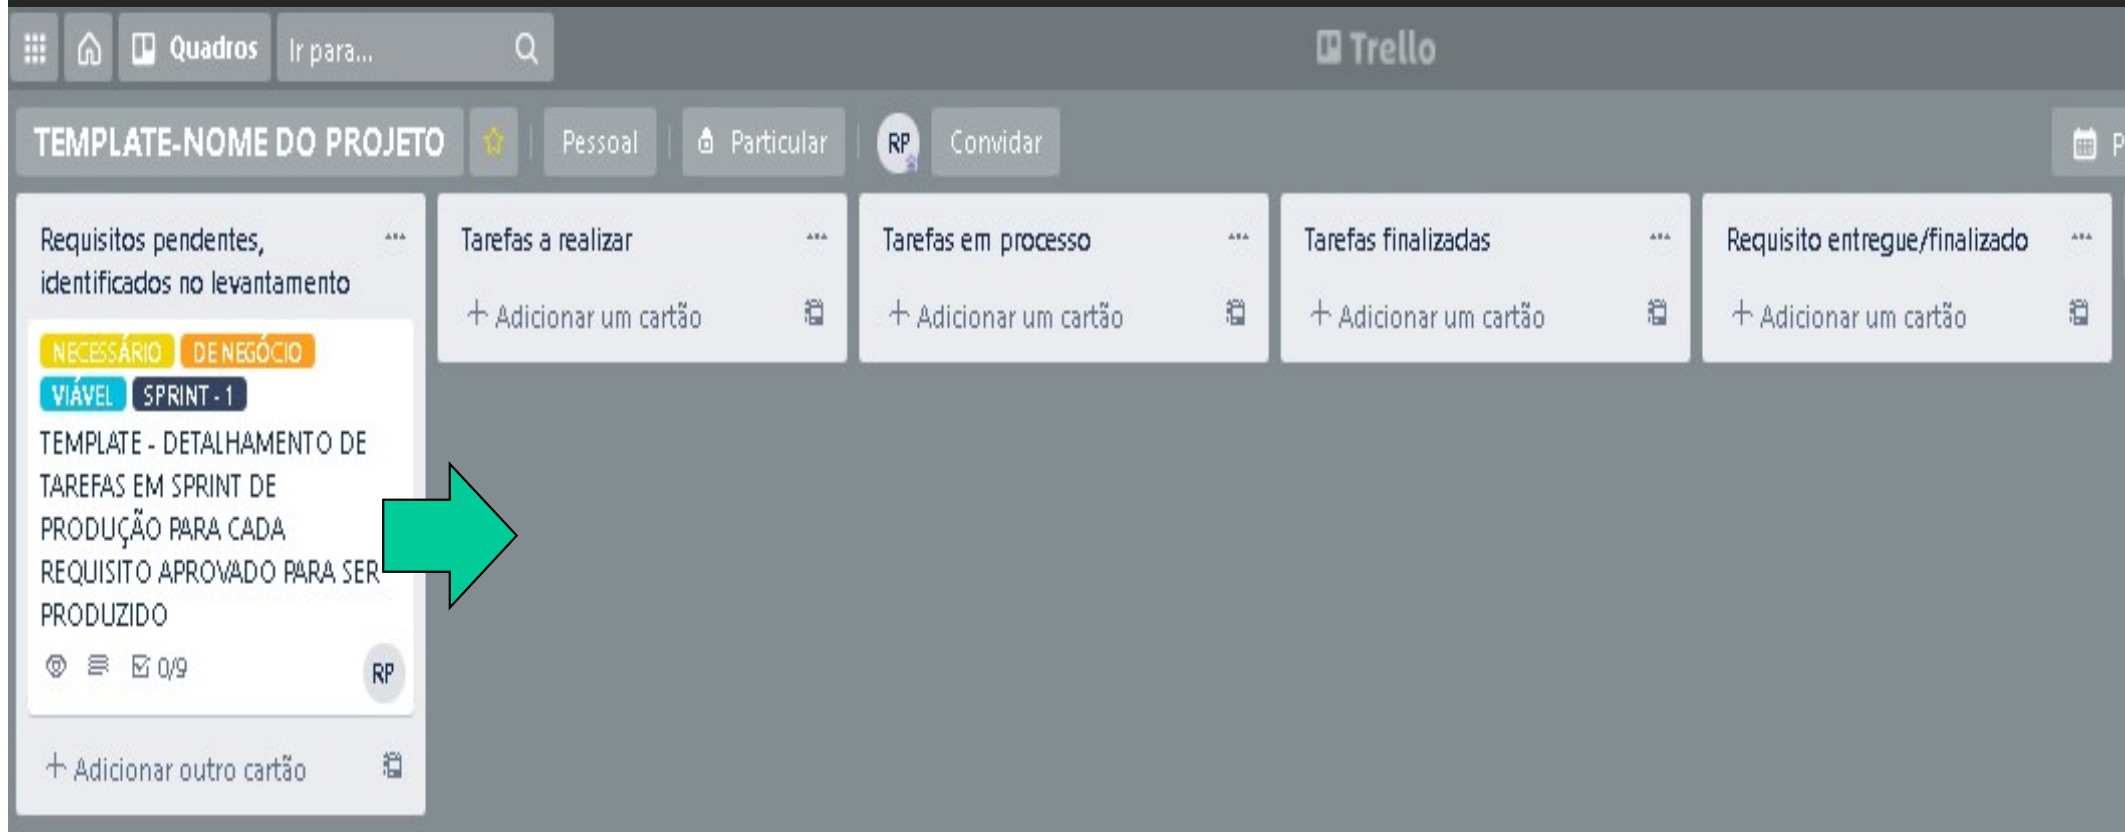 Quadros
Ir para...
Trello
TEMPLATE-NOME DO PROJETO
Pessoal
Particular
RP
Convidar
P
Requisitos pendentes,
identificados no levantamento
NECESSÁRIO DE NEGÓCIO
VIÁVEL SPRINT - 1
TEMPLATE - DETALHAMENTO DE
TAREFAS EM SPRINT DE
PRODUÇÃO PARA CADA
REQUISITO APROVADO PARA SER
PRODUZIDO
0/9
RP
+ Adicionar outro cartão
Tarefas a realizar
+ Adicionar um cartão
Tarefas em processo
+ Adicionar um cartão
Tarefas finalizadas
+ Adicionar um cartão
Requisito entregue/finalizado
+ Adicionar um cartão